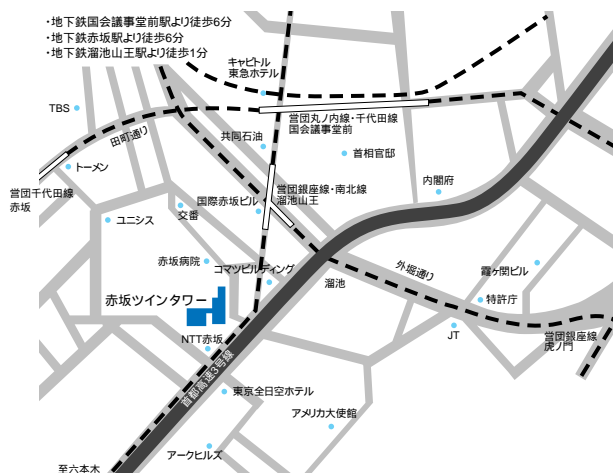 ・地下鉄国会議事堂前駅より徒歩6分
・地下鉄赤坂駅より徒歩6分
・地下鉄溜池山王駅より徒歩1分
キャピトル
東急ホテル
TBS
営団丸ノ内線・千代田線
国会議事堂前
田町通り
共同石油
首相官邸
トーメン
営団千代田線
赤坂
内閣府
営団銀座線・南北線
溜池山王
国際赤坂ビル
交番
ユニシス
赤坂病院
コマツビルディング
外堀通り
霞ヶ関ビル
溜池
赤坂ツインタワー
特許庁
JT
営団銀座線
虎ノ門
NTT赤坂
首都高速3号線
東京全日空ホテル
アメリカ大使館
アークヒルズ
至六本木